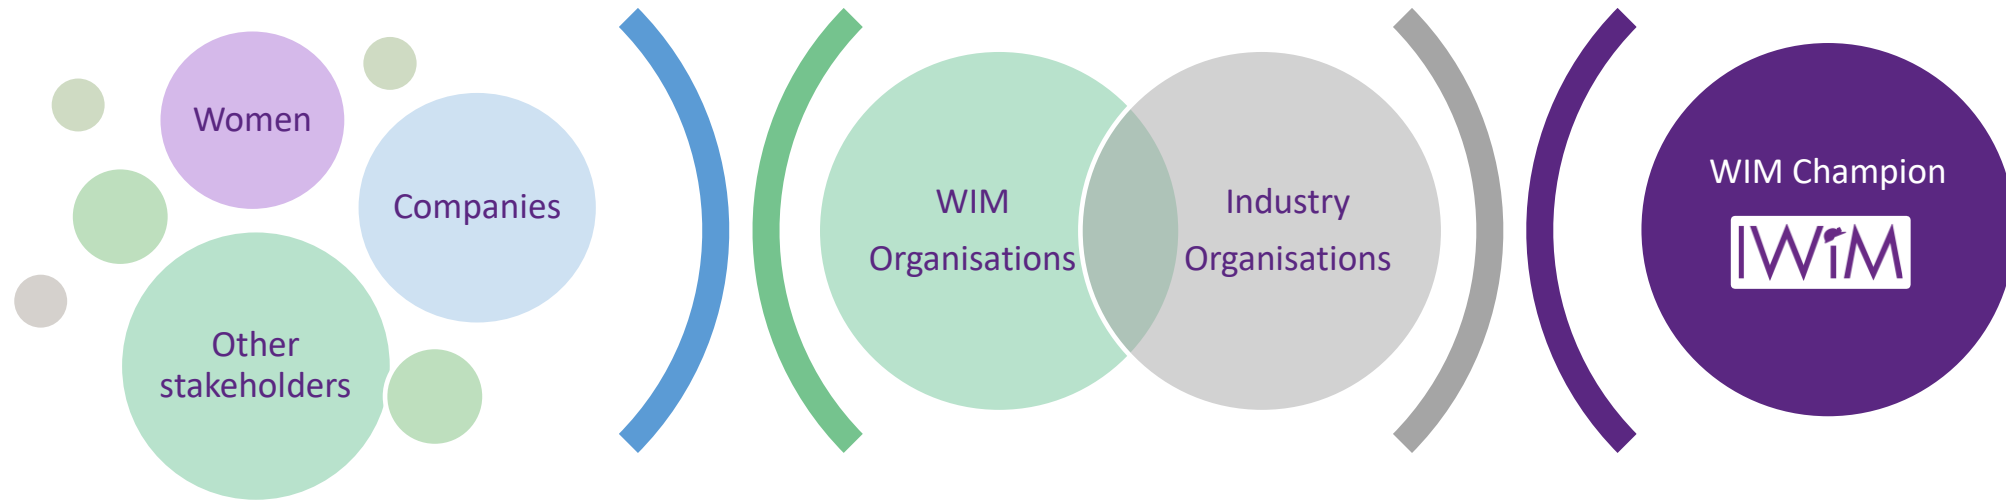 Women
Companies
Other
stakeholders
WIM
Organisations
Industry
Organisations
WIM Champion
IWiM